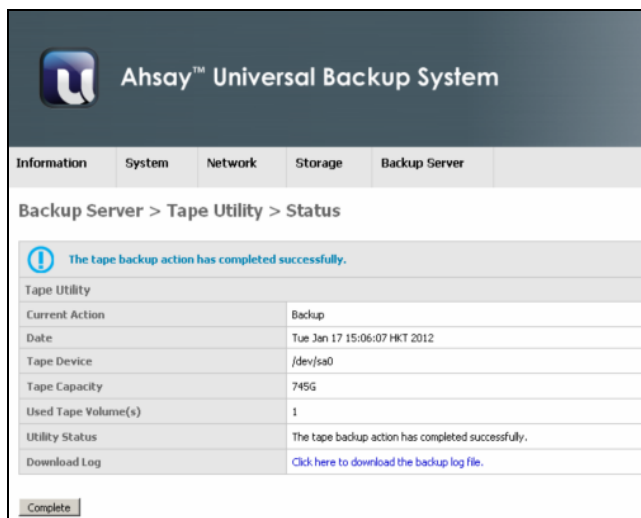 Ahsay™ Universal Backup System
Information System Network Storage Backup Server
Backup Server > Tape Utility > Status
The tape backup action has completed successfully.
Tape Utility
Current Action Backup
Date Tue Jan 17 15:06:07 HKT 2012
Tape Device /dev/sa0
Tape Capacity 745G
Used Tape Volume(s) 1
Utility Status The tape backup action has completed successfully.
Download Log Click here to download the backup log file.
Complete